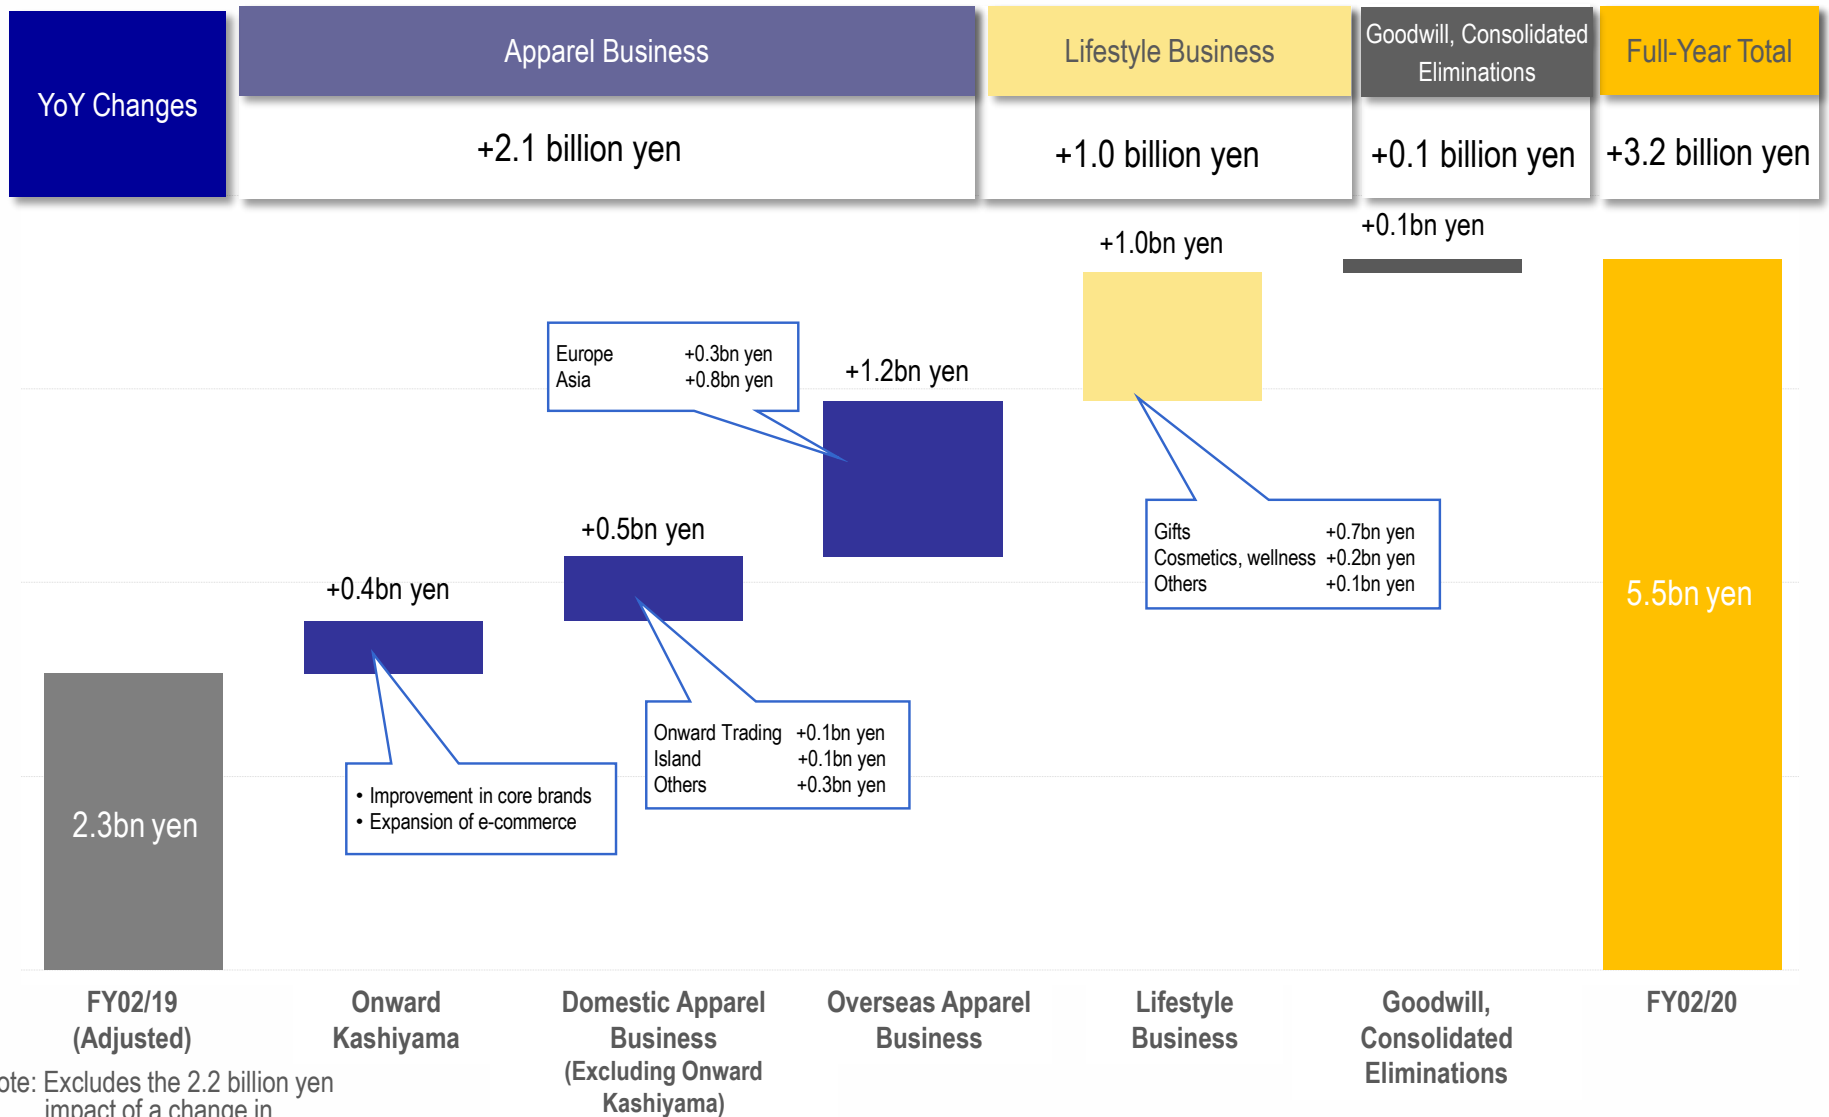 YoY Changes
Apparel Business
Lifestyle Business
Goodwill, Consolidated
Eliminations
Full-Year Total
+2.1 billion yen
+1.0 billion yen
+0.1 billion yen
+3.2 billion yen
+0.1bn yen
+1.0bn yen
Europe +0.3bn yen
Asia +0.8bn yen
+1.2bn yen
+0.5bn yen
Gifts +0.7bn yen
Cosmetics, wellness +0.2bn yen
Others +0.1bn yen
+0.4bn yen
5.5bn yen
Onward Trading +0.1bn yen
Island +0.1bn yen
Others +0.3bn yen
• Improvement in core brands
• Expansion of e-commerce
2.3bn yen
FY02/19
(Adjusted)
Onward
Kashiyama
Domestic Apparel
Business
(Excluding Onward
Kashiyama)
Overseas Apparel
Business
Lifestyle
Business
Goodwill,
Consolidated
Eliminations
FY02/20
ote: Excludes the 2.2 billion yen
impact of a change in